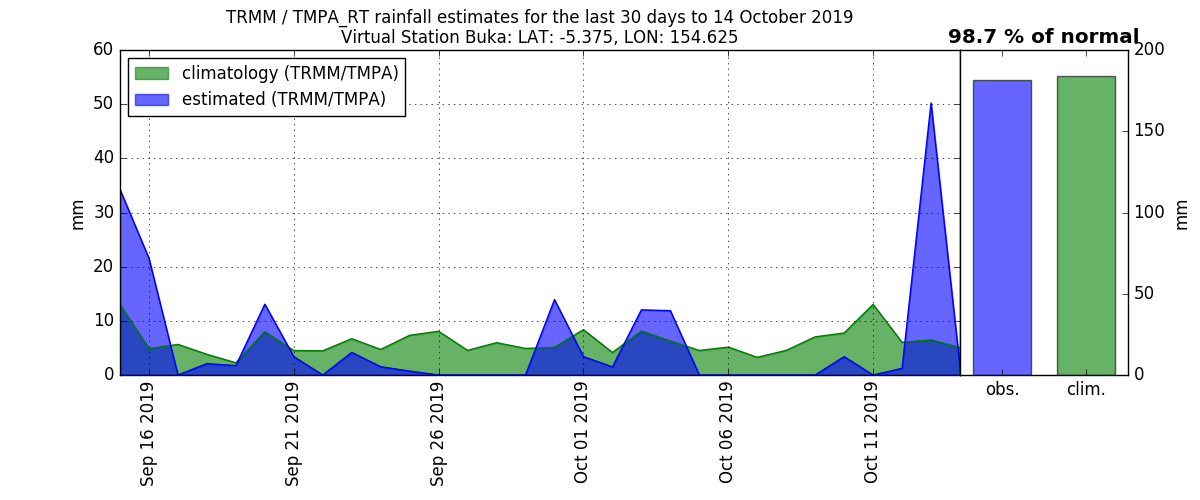 TRMM / TMPA_RT rainfall estimates for the last 30 days to 14 October 2019
Virtual Station Buka: LAT: -5.375, LON: 154.625
98.7 % of normal
climatology (TRMM/TMPA)
estimated (TRMM/TMPA)
60
50
40
30
20
10
0
mm
Sep 16 2019
Sep 21 2019
Sep 26 2019
Oct 01 2019
Oct 06 2019
Oct 11 2019
obs.
clim.
200
150
100
50
0
mm